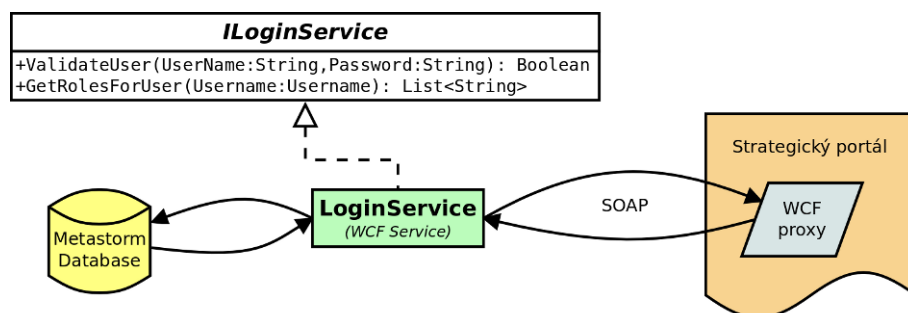 ILoginService
+ValidateUser(UserName:String,Password:String): Boolean
+GetRolesForUser(Username:Username): List<String>
Strategický portál
LoginService
(WCF Service)
SOAP
WCF
proxy
Metastorm
Database